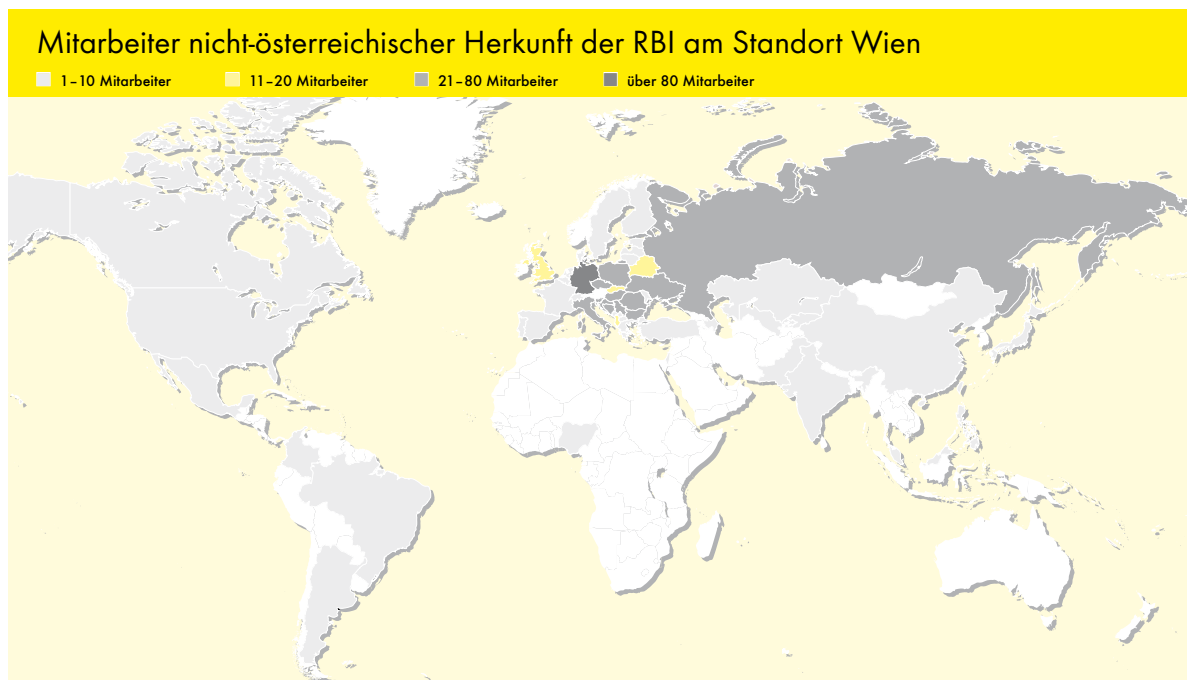 Mitarbeiter nicht-österreichischer Herkunft der RBI am Standort Wien
1–10 Mitarbeiter 11–20 Mitarbeiter 21–80 Mitarbeiter über 80 Mitarbeiter